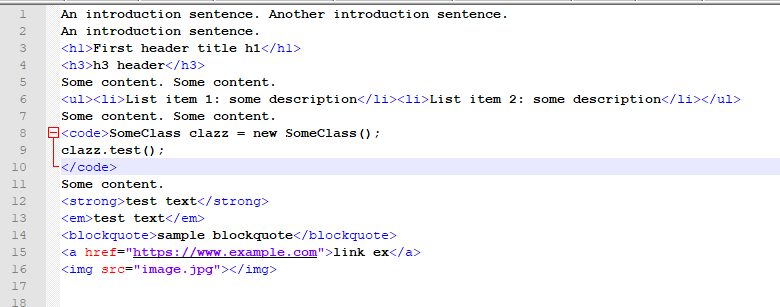 1 An introduction sentence. Another introduction sentence.
2 An introduction sentence.
3 <h1>First header title h1</h1>
4 <h3>h3 header</h3>
5 Some content. Some content.
6 <ul><li>List item 1: some description</li><li>List item 2: some description</li></ul>
7 Some content. Some content.
8 <code>SomeClass clazz = new SomeClass();
9 clazz.test();
10 </code>
11 Some content.
12 <strong>test text</strong>
13 <em>test text</em>
14 <blockquote>sample blockquote</blockquote>
15 <a href="https://www.example.com">link ex</a>
16 <img src="image.jpg"></img>
17
18